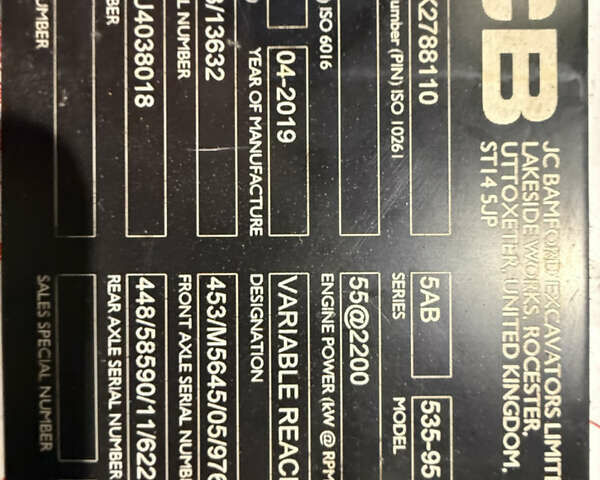 CB
JC BAMFORD EXCAVATORS LIMITE
LAKESIDE WORKS, ROCESTER,
UTTOXETER, UNITED KINGDOM,
ST14 5JP
K2788110 5AB 535-95
umber (PIN) ISO 10261 SERIES MODEL
55@2200
) ISO 6016 ENGINE POWER (kW @ RPM
04-2019 VARIABLE REACH
YEAR OF MANUFACTURE DESIGNATION
/13632 453/M5645/05/976
L NUMBER FRONT AXLE SERIAL NUMBE
J4038018 448/58590/11/622
NUMBER REAR AXLE SERIAL NUMBER
UMBER SALES SPECIAL NUMBER